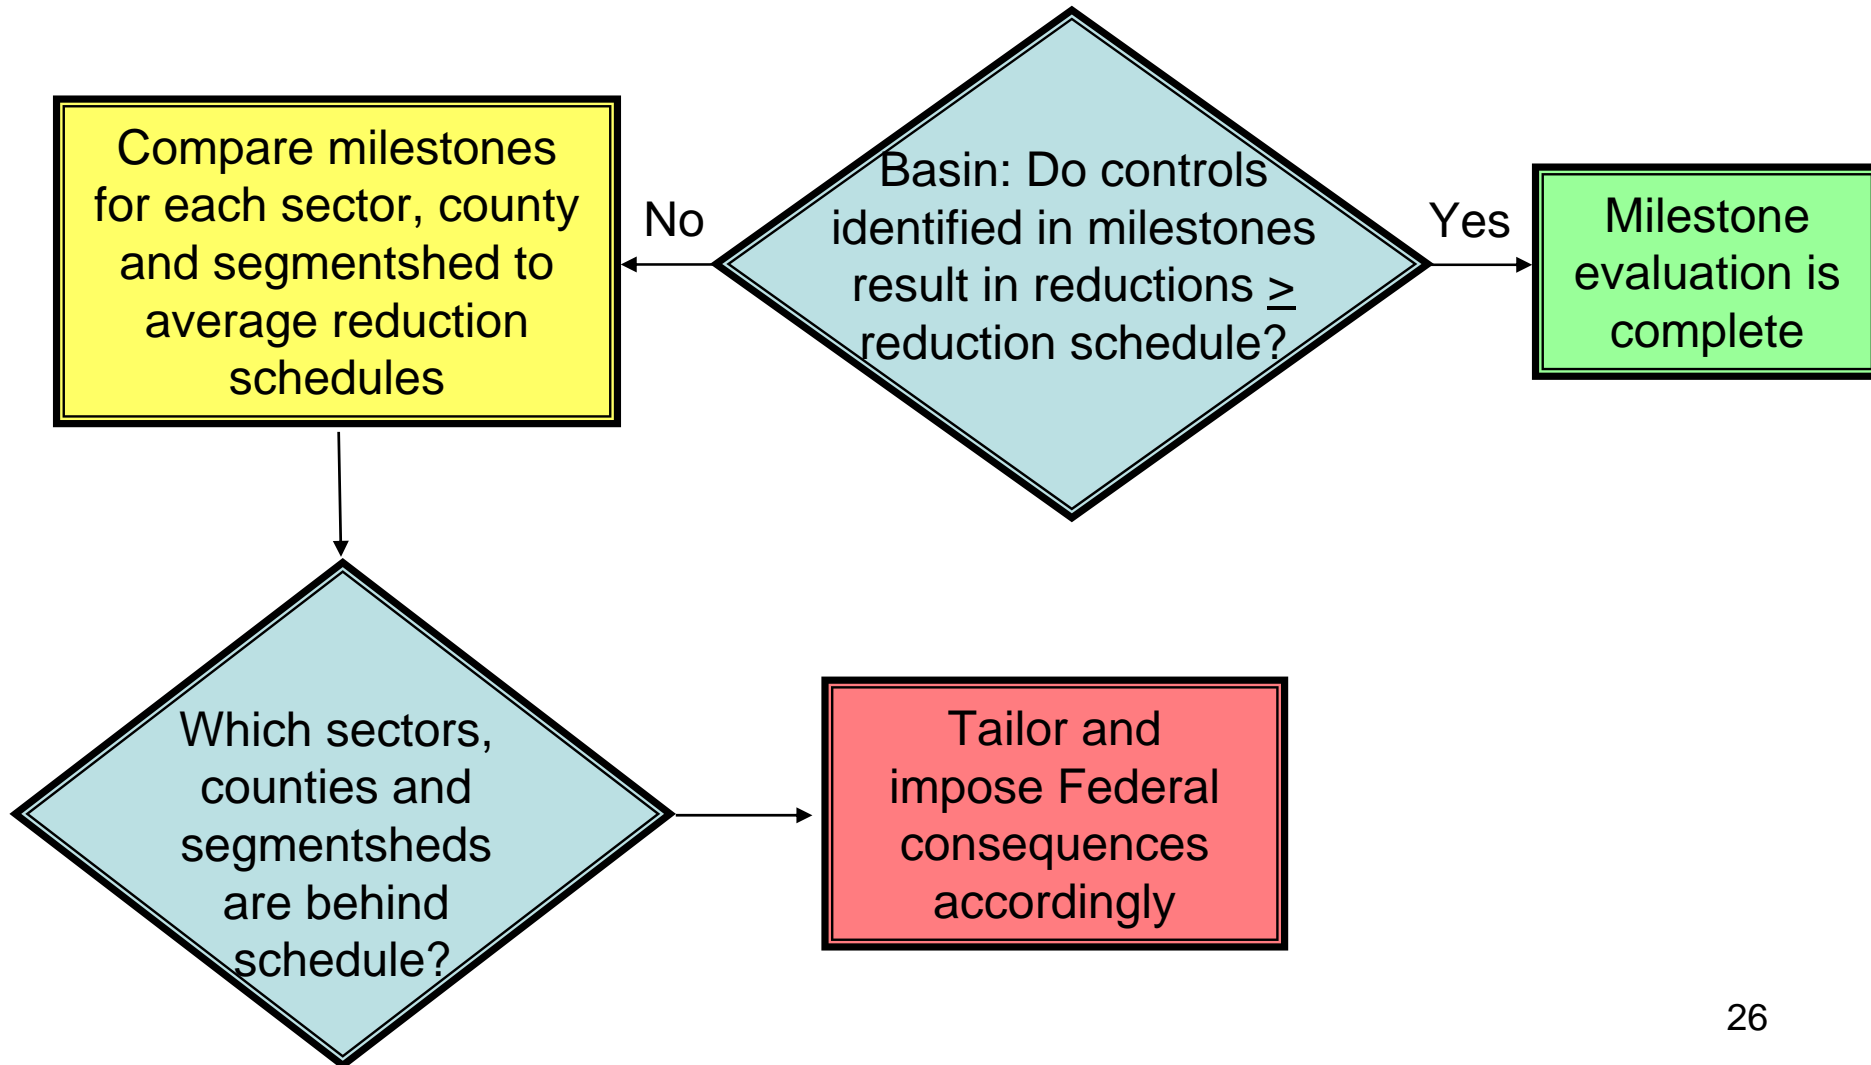 Compare milestones
for each sector, county
and segmentshed to
average reduction
schedules
No
Basin: Do controls
identified in milestones
result in reductions ≥
reduction schedule?
Yes
Milestone
evaluation is
complete
Which sectors,
counties and
segmentsheds
are behind
schedule?
Tailor and
impose Federal
consequences
accordingly
26